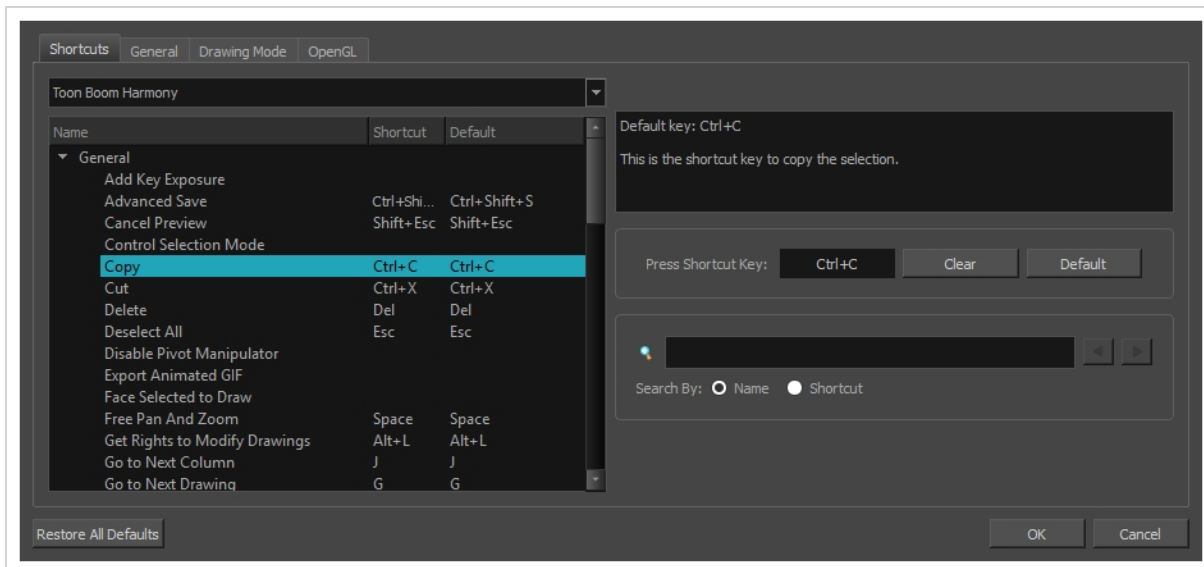 Shortcuts General Drawing Mode OpenGL
Toon Boom Harmony
Name Shortcut Default
General
Add Key Exposure
Advanced Save Ctrl+Shi... Ctrl+Shift+S
Cancel Preview Shift+Esc Shift+Esc
Control Selection Mode
Copy Ctrl+C Ctrl+C
Cut Ctrl+X Ctrl+X
Delete Del Del
Deselect All Esc Esc
Disable Pivot Manipulator
Export Animated GIF
Face Selected to Draw
Free Pan And Zoom Space Space
Get Rights to Modify Drawings Alt+L Alt+L
Go to Next Column J J
Go to Next Drawing G G
Default key: Ctrl+C
This is the shortcut key to copy the selection.
Press Shortcut Key: Ctrl+C Clear Default
Search By: Name Shortcut
Restore All Defaults OK Cancel